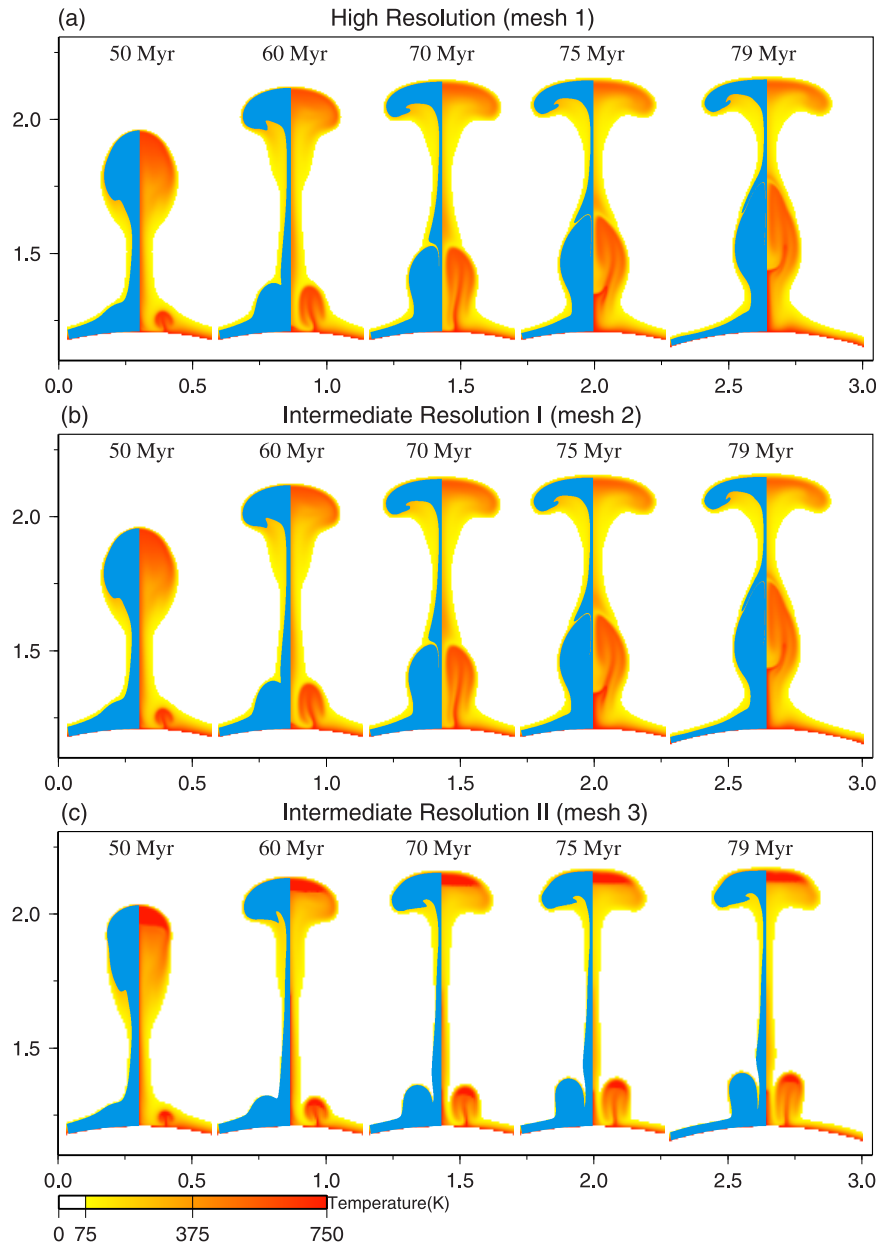 (a) High Resolution (mesh 1)
50 Myr 60 Myr 70 Myr 75 Myr 79 Myr
2.0
1.5
0.0 0.5 1.0 1.5 2.0 2.5 3.0
(b) Intermediate Resolution I (mesh 2)
50 Myr 60 Myr 70 Myr 75 Myr 79 Myr
2.0
1.5
0.0 0.5 1.0 1.5 2.0 2.5 3.0
(c) Intermediate Resolution II (mesh 3)
50 Myr 60 Myr 70 Myr 75 Myr 79 Myr
2.0
1.5
0.0 0.5 1.0 1.5 2.0 2.5 3.0
Temperature(K)
0 75 375 750